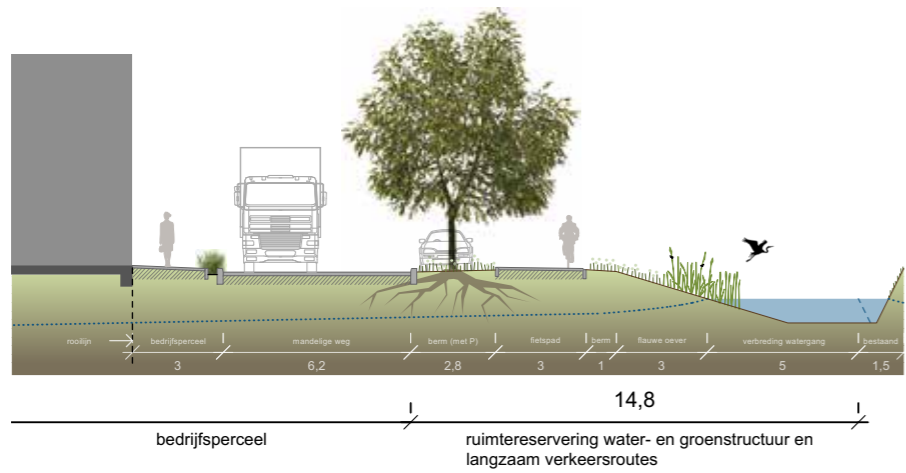 rooilijn
bedrijfsperceel
mandelige weg
berm (met P)
fietspad
berm
flauwe oever
verbreding watergang
bestaand
3
6,2
2,8
3
1
3
5
1,5
14,8
bedrijfsperceel
ruimtereservering water- en groenstructuur en
langzaam verkeersroutes